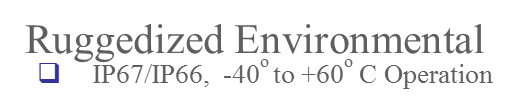 Ruggedized Environmental
❑ IP67/IP66, -40° to +60° C Operation